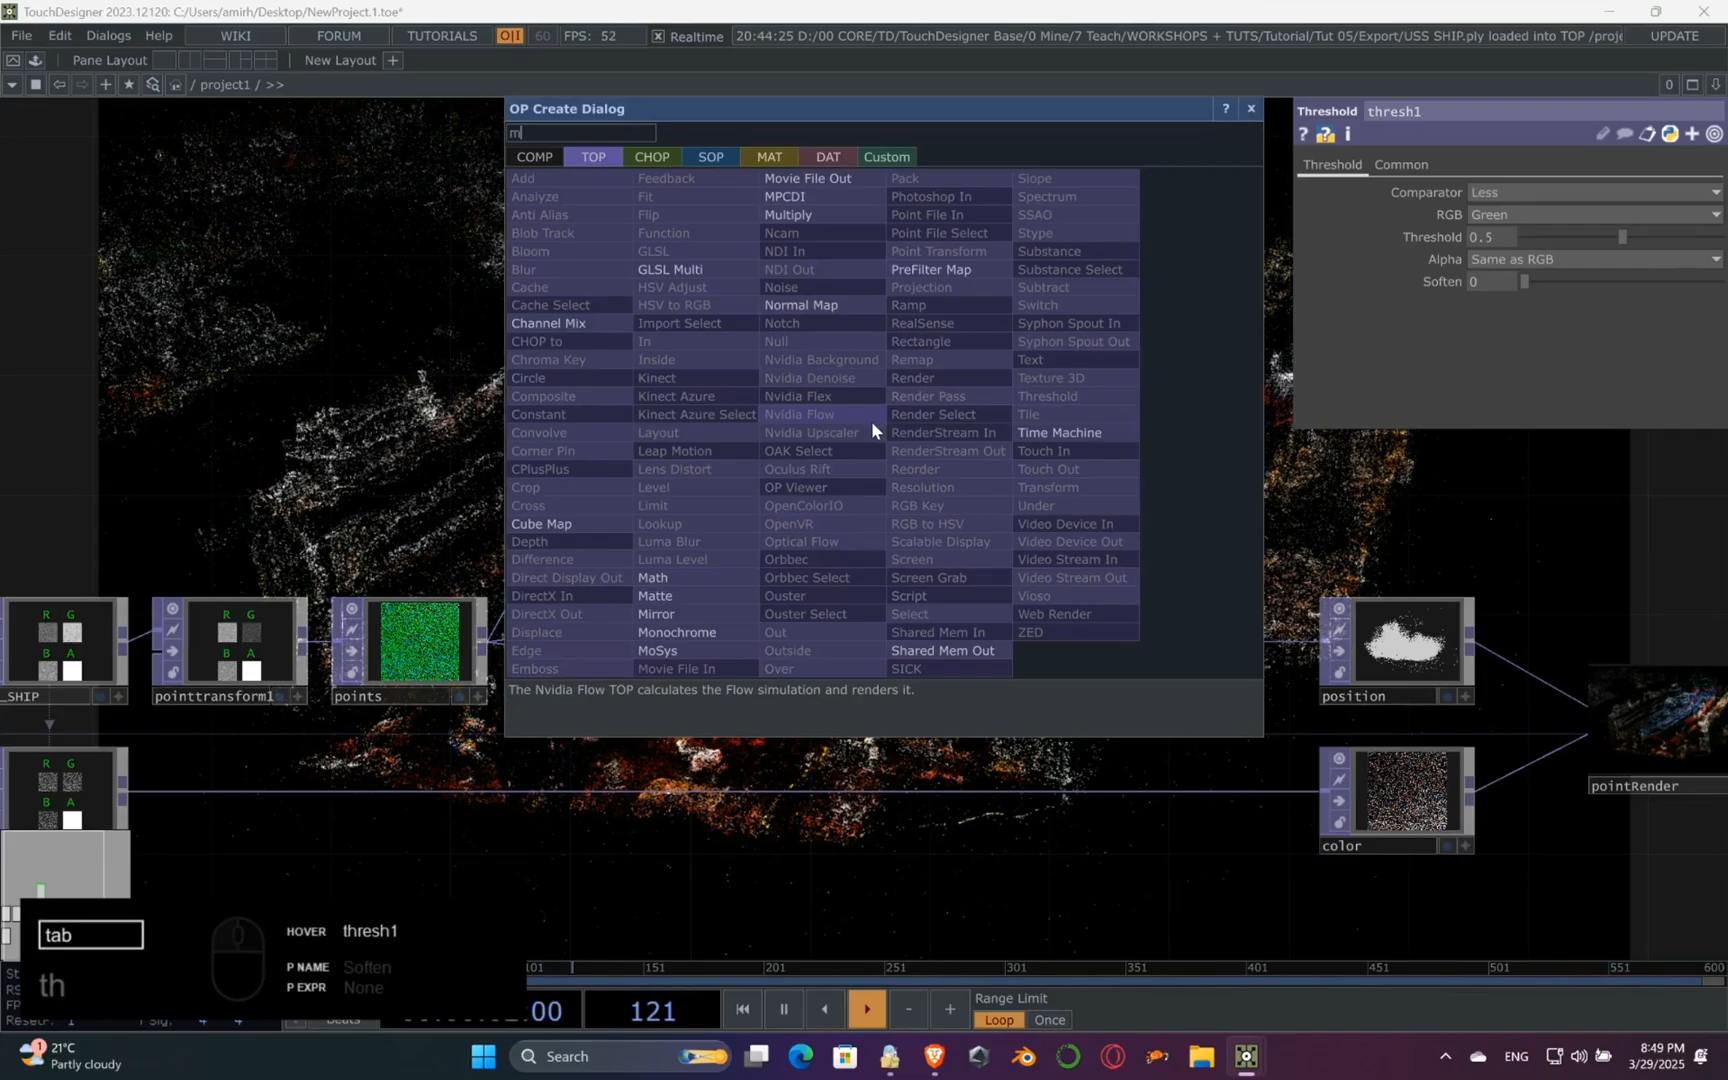 TouchDesigner 2023.12120: C:/Users/amirh/Desktop/NewProject.1.toe*
File Edit Dialogs Help WIKI FORUM TUTORIALS O|I 60 FPS: 52 Realtime 20:44:25 D:/00 CORE/TD/TouchDesigner Base/0 Mine/7 Teach/WORKSHOPS + TUTS/Tutorial/Tut 05/Export/USS SHIP.ply loaded into TOP /proje UPDATE
Pane Layout New Layout +
/ project1 / >> 0
OP Create Dialog ? x
m
COMP TOP CHOP SOP MAT DAT Custom
Add Feedback Movie File Out Pack Slope
Analyze Fit MPCDI Photoshop In Spectrum
Anti Alias Flip Multiply Point File In SSAO
Blob Track Function Ncam Point File Select Stype
Bloom GLSL NDI In Point Transform Substance
Blur GLSL Multi NDI Out PreFilter Map Substance Select
Cache HSV Adjust Noise Projection Subtract
Cache Select HSV to RGB Normal Map Ramp Switch
Channel Mix Import Select Notch RealSense Syphon Spout In
CHOP to In Null Rectangle Syphon Spout Out
Chroma Key Inside Nvidia Background Remap Text
Circle Kinect Nvidia Denoise Render Texture 3D
Composite Kinect Azure Nvidia Flex Render Pass Threshold
Constant Kinect Azure Select Nvidia Flow Render Select Tile
Convolve Layout Nvidia Upscaler RenderStream In Time Machine
Corner Pin Leap Motion OAK Select RenderStream Out Touch In
CPlusPlus Lens Distort Oculus Rift Reorder Touch Out
Crop Level OP Viewer Resolution Transform
Cross Limit OpenColorIO RGB Key Under
Cube Map Lookup OpenVR RGB to HSV Video Device In
Depth Luma Blur Optical Flow Scalable Display Video Device Out
Difference Luma Level Orbbec Screen Video Stream In
Direct Display Out Math Orbbec Select Screen Grab Video Stream Out
DirectX In Matte Ouster Script Vioso
DirectX Out Mirror Ouster Select Select Web Render
Displace Monochrome Out Shared Mem In ZED
Edge MoSys Outside Shared Mem Out
Emboss Movie File In Over SICK
The Nvidia Flow TOP calculates the Flow simulation and renders it.
Threshold thresh1
? ? i
Threshold Common
Comparator Less
RGB Green
Threshold 0.5
Alpha Same as RGB
Soften 0
R G
B A
_SHIP
R G
B A
pointtransform1
points
position
R G
B A
color
pointRender
tab
th
HOVER thresh1
P NAME Soften
P EXPR None
101 151 201 251 301 351 401 451 501 551 600
:00 121
Range Limit
Loop Once
Beats
21°C
Partly cloudy
Search
ENG
8:49 PM
3/29/2025